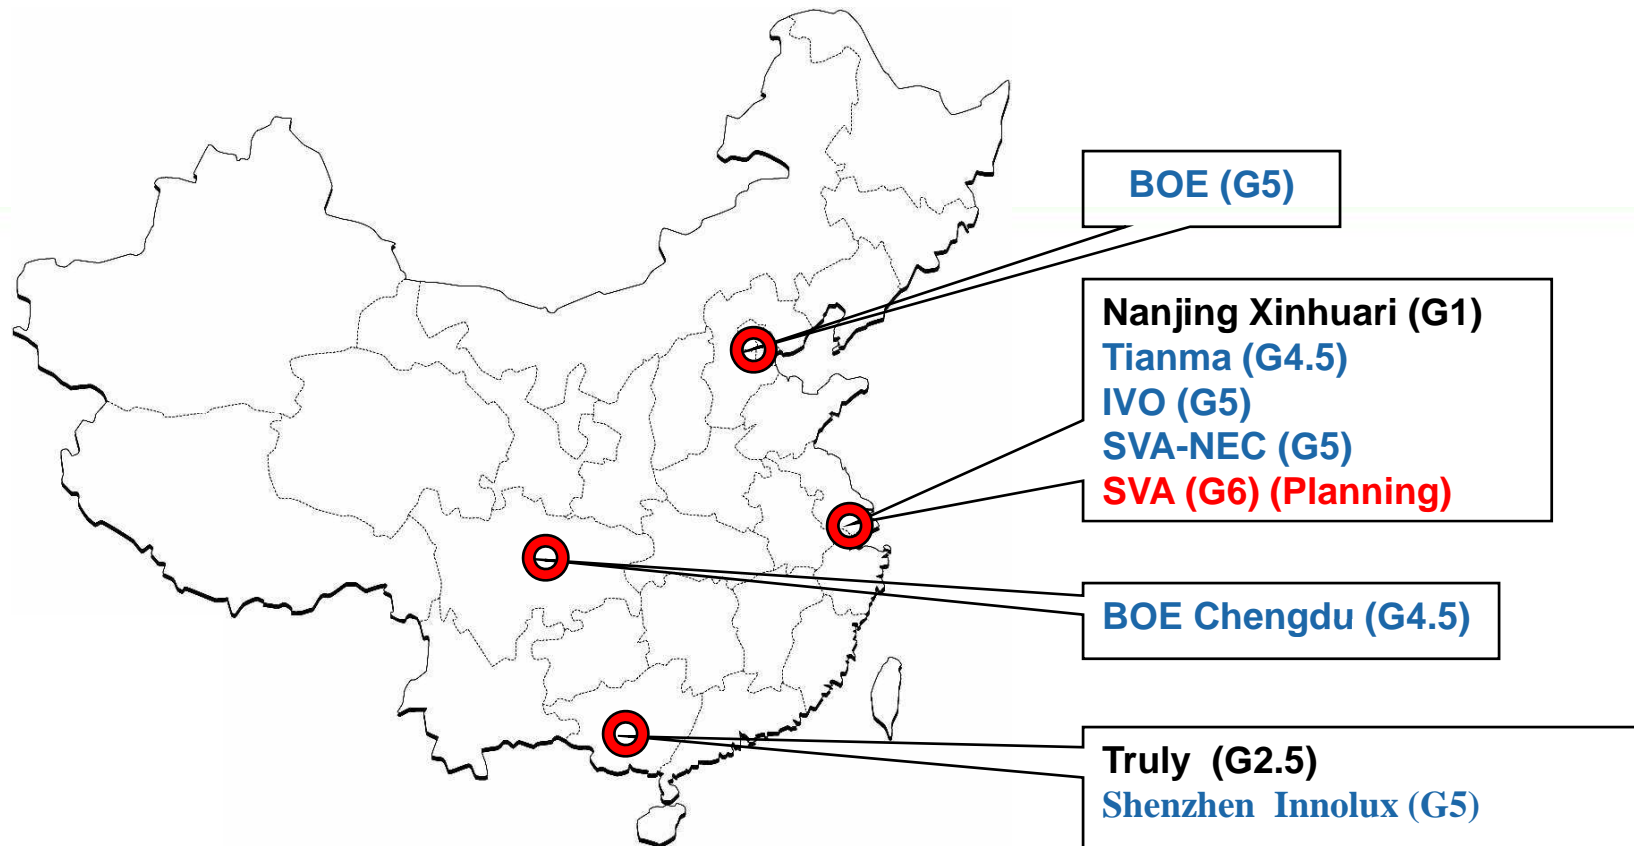 BOE (G5)
Nanjing Xinhuari (G1)
Tianma (G4.5)
IVO (G5)
SVA-NEC (G5)
SVA (G6) (Planning)
BOE Chengdu (G4.5)
Truly (G2.5)
Shenzhen Innolux (G5)